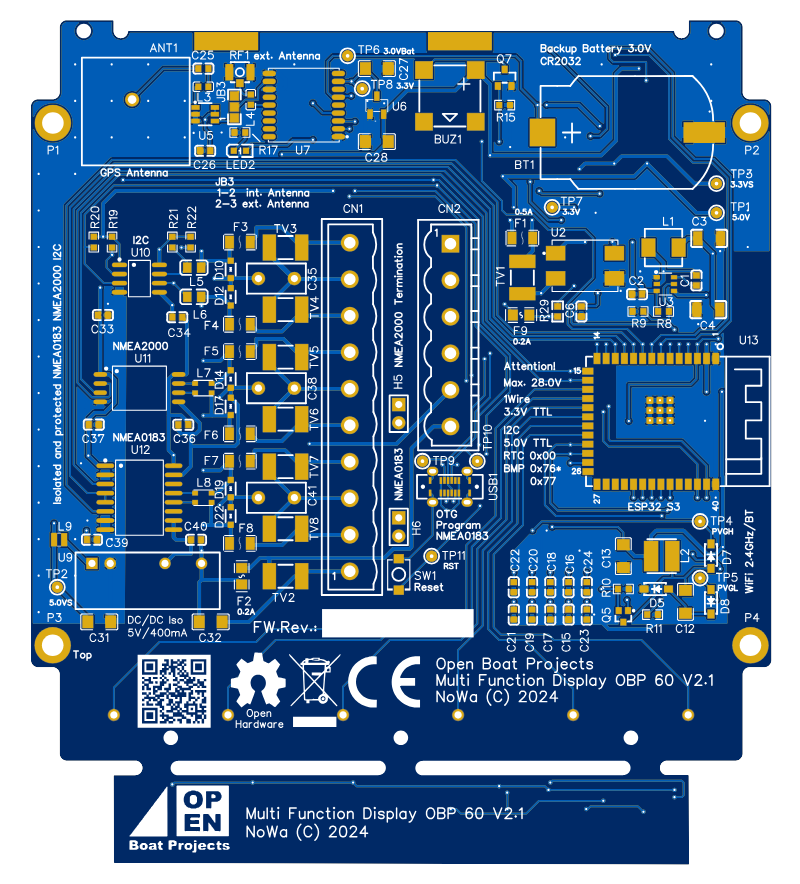 ANT1
C25
RF1 ext. Antenna
TP6 3.0VBat
C27
TP8
3.3V
Q7
Backup Battery 3.0V
CR2032
L3
JB3
L4
U5
U6
R15
C26
LED2
R17
U7
C28
BUZ1
BT1
P1
P2
GPS Antenna
TP3
3.3VS
JB3
1-2 int. Antenna
2-3 ext. Antenna
TP7
3.3V
TP1
5.0V
R20
R19
R21
R22
I2C
U10
F3
TV3
CN1
CN2
1
0.5A
F1
U2
L1
C3
L5
L6
D10
D12
C35
TV4
TV1
C2
C1
U3
C33
C34
F4
F9
0.2A
R29
C6
R9
R8
C4
Isolated and protected NMEA0183 NMEA2000 I2C
NMEA2000
U11
F5
TV5
NMEA2000 Termination
14
1
U13
L7
D14
D17
C38
H5
Attention!
Max. 28.0V
1Wire
3.3V TTL
I2C
5.0V TTL
RTC 0x00
BMP 0x76*
0x77
15
26
27
40
ESP32 S3
C37
C36
F6
TV6
NMEA0183
U12
F7
TV7
NMEA0183
TP9
TP10
USB1
L8
D19
D22
C41
OTG
Program
NMEA0183
H6
L9
C39
C40
F8
TV8
TP11
RST
U9
TP2
5.0VS
1
SW1
Reset
F2
0.2A
TV2
C22
C20
C18
C16
C24
C21
C19
C17
C15
C23
C13
TP4
PVGH
D7
TP5
PVGL
R10
D5
D8
Q5
R11
C12
WiFi 2.4GHz/BT
P3
C31
DC/DC Iso
5V/400mA
C32
FW.Rev.:
P4
Top
Open
Hardware
CE
Open Boat Projects
Multi Function Display OBP 60 V2.1
NoWa (C) 2024
OP
EN
Boat Projects
Multi Function Display OBP 60 V2.1
NoWa (C) 2024